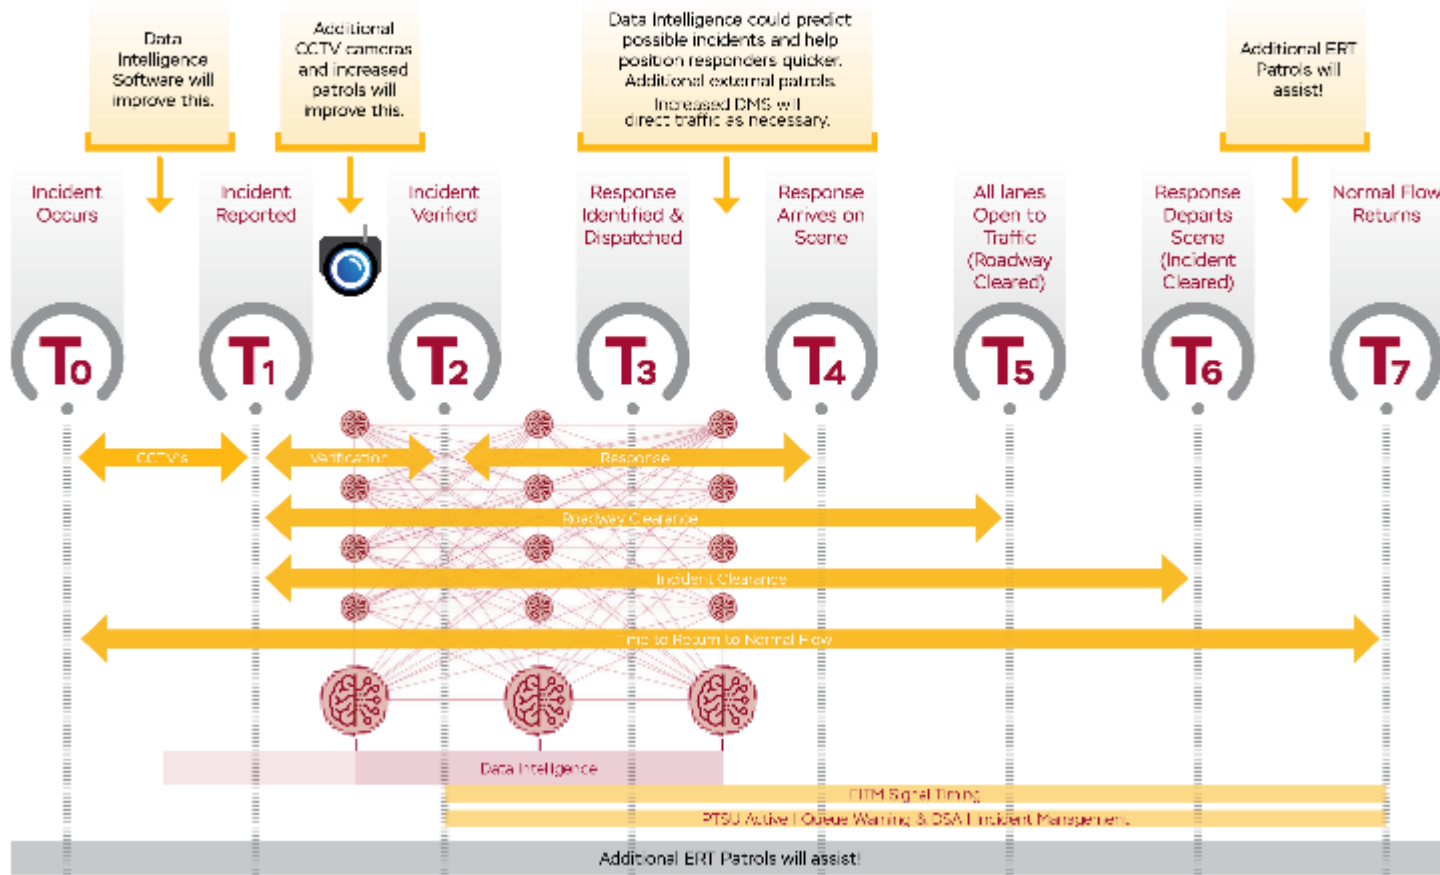 Data
Intelligence
Software will
improve this.
Additional
CCTV cameras
and increased
patrols will
improve this.
Data Intelligence could predict
possible incidents and help
position responders quicker.
Additional external patrols.
Increased DMS will
direct traffic as necessary.
Additional ERT
Patrols will
assist!
Incident
Occurs
Incident
Reported
Incident
Verified
Response
Identified &
Dispatched
Response
Arrives on
Scene
All lanes
Open to
Traffic
(Roadway
Cleared)
Response
Departs
Scene
(Incident
Cleared)
Normal Flow
Returns
T0
T1
T2
T3
T4
T5
T6
T7
CCTV's
Verification
Response
Roadway Clearance
Incident Clearance
Time to Return to Normal Flow
Data Intelligence
EITM Signal Timing
PTSU Active | Queue Warning & DSA | Incident Management
Additional ERT Patrols will assist!